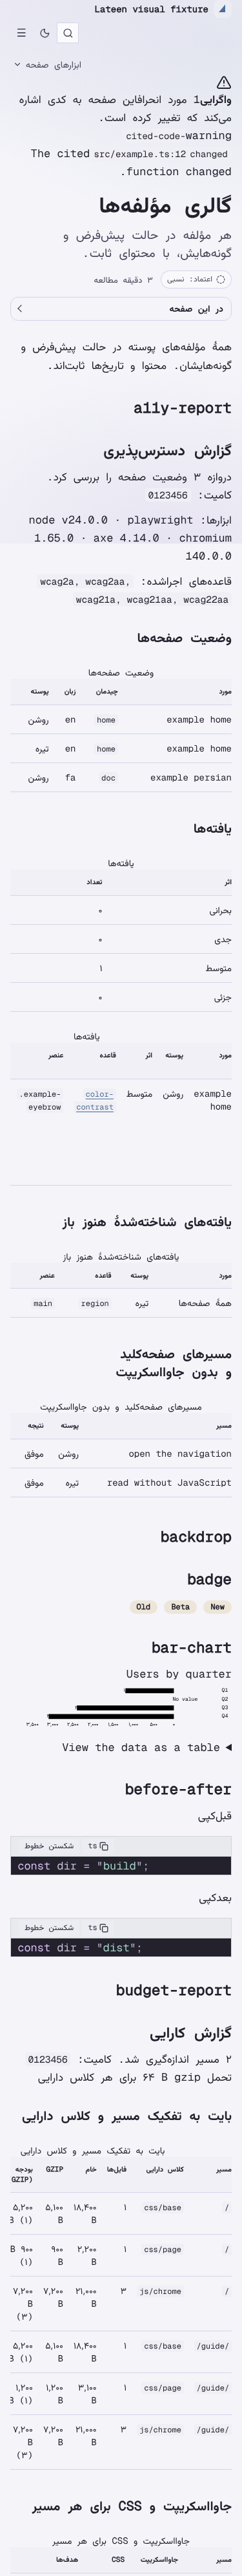 Lateen visual fixture
ابزارهای صفحه
واگرایی 1 مورد انحراف‌این صفحه به کدی اشاره
می‌کند که تغییر کرده است.
cited-code-warning
The cited src/example.ts:12 changed
function.
گالری مؤلفه‌ها
هر مؤلفه در حالت پیش‌فرض و
گونه‌هایش، با محتوای ثابت.
اعتماد: نسبی
۳ دقیقه مطالعه
در این صفحه
همهٔ مؤلفه‌های پوسته در حالت پیش‌فرض و
گونه‌هایشان. محتوا و تاریخ‌ها ثابت‌اند.
a11y-report
گزارش دسترس‌پذیری
دروازه ۳ وضعیت صفحه را بررسی کرد.
کامیت: 0123456
ابزارها: node v24.0.0 · playwright
1.65.0 · axe 4.14.0 · chromium
140.0.0
قاعده‌های اجراشده: wcag2a, wcag2aa,
wcag21a, wcag21aa, wcag22aa
وضعیت صفحه‌ها
وضعیت صفحه‌ها
مورد چیدمان زبان پوسته
example home home en روشن
example home home en تیره
example persian doc fa روشن
یافته‌ها
یافته‌ها
اثر تعداد
بحرانی ۰
جدی ۰
متوسط ۱
جزئی ۰
یافته‌ها
مورد پوسته اثر قاعده عنصر
example home روشن متوسط color-contrast .example-eyebrow
یافته‌های شناخته‌شدهٔ هنوز باز
یافته‌های شناخته‌شدهٔ هنوز باز
مورد پوسته قاعده عنصر
همهٔ صفحه‌ها تیره region main
مسیرهای صفحه‌کلید
و بدون جاوااسکریپت
مسیرهای صفحه‌کلید و بدون جاوااسکریپت
مسیر پوسته نتیجه
open the navigation روشن موفق
read without JavaScript تیره موفق
backdrop
badge
New Beta Old
bar-chart
Users by quarter
Q1
Q2 No value
Q3
Q4
۰ ۵۰۰ ۱٬۰۰۰ ۱٬۵۰۰ ۲٬۰۰۰ ۲٬۵۰۰ ۳٬۰۰۰ ۳٬۵۰۰
View the data as a table
before-after
قبل‌کپی
ts شکستن خطوط
const dir = "build";
بعدکپی
ts شکستن خطوط
const dir = "dist";
budget-report
گزارش کارایی
۲ مسیر اندازه‌گیری شد. کامیت: 0123456
تحمل ۶۴ B gzip برای هر کلاس دارایی
بایت به تفکیک مسیر و کلاس دارایی
بایت به تفکیک مسیر و کلاس دارایی
مسیر کلاس دارایی فایل‌ها خام GZIP بودجه (GZIP
/ css/base ۱ ۱۸٬۴۰۰ B ۵٬۱۰۰ B ۵٬۲۰۰ B (۱)
/ css/page ۱ ۲٬۲۰۰ B ۹۰۰ B ۹۰۰ B (۱)
/ js/chrome ۳ ۲۱٬۰۰۰ B ۷٬۲۰۰ B ۷٬۲۰۰ B (۳)
/guide/ css/base ۱ ۱۸٬۴۰۰ B ۵٬۱۰۰ B ۵٬۲۰۰ B (۱)
/guide/ css/page ۱ ۳٬۱۰۰ B ۱٬۲۰۰ B ۱٬۲۰۰ B (۱)
/guide/ js/chrome ۳ ۲۱٬۰۰۰ B ۷٬۲۰۰ B ۷٬۲۰۰ B (۳)
جاوااسکریپت و CSS برای هر مسیر
جاوااسکریپت و CSS برای هر مسیر
مسیر جاوااسکریپت CSS هدف‌ها